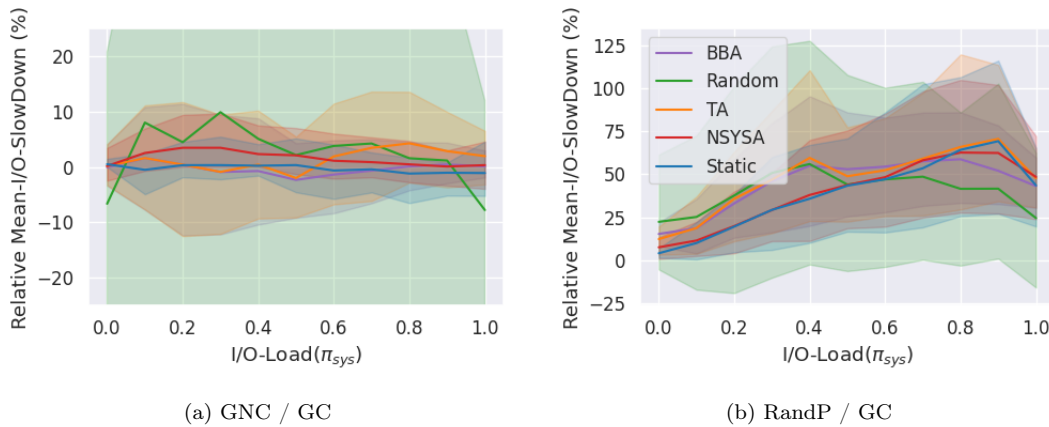 Relative Mean-I/O-SlowDown (%)
20
10
0
−10
−20
0.0 0.2 0.4 0.6 0.8 1.0
I/O-Load(π_sys)
(a) GNC / GC
Relative Mean-I/O-SlowDown (%)
125
100
75
50
25
0
−25
BBA
Random
TA
NSYSA
Static
0.0 0.2 0.4 0.6 0.8 1.0
I/O-Load(π_sys)
(b) RandP / GC